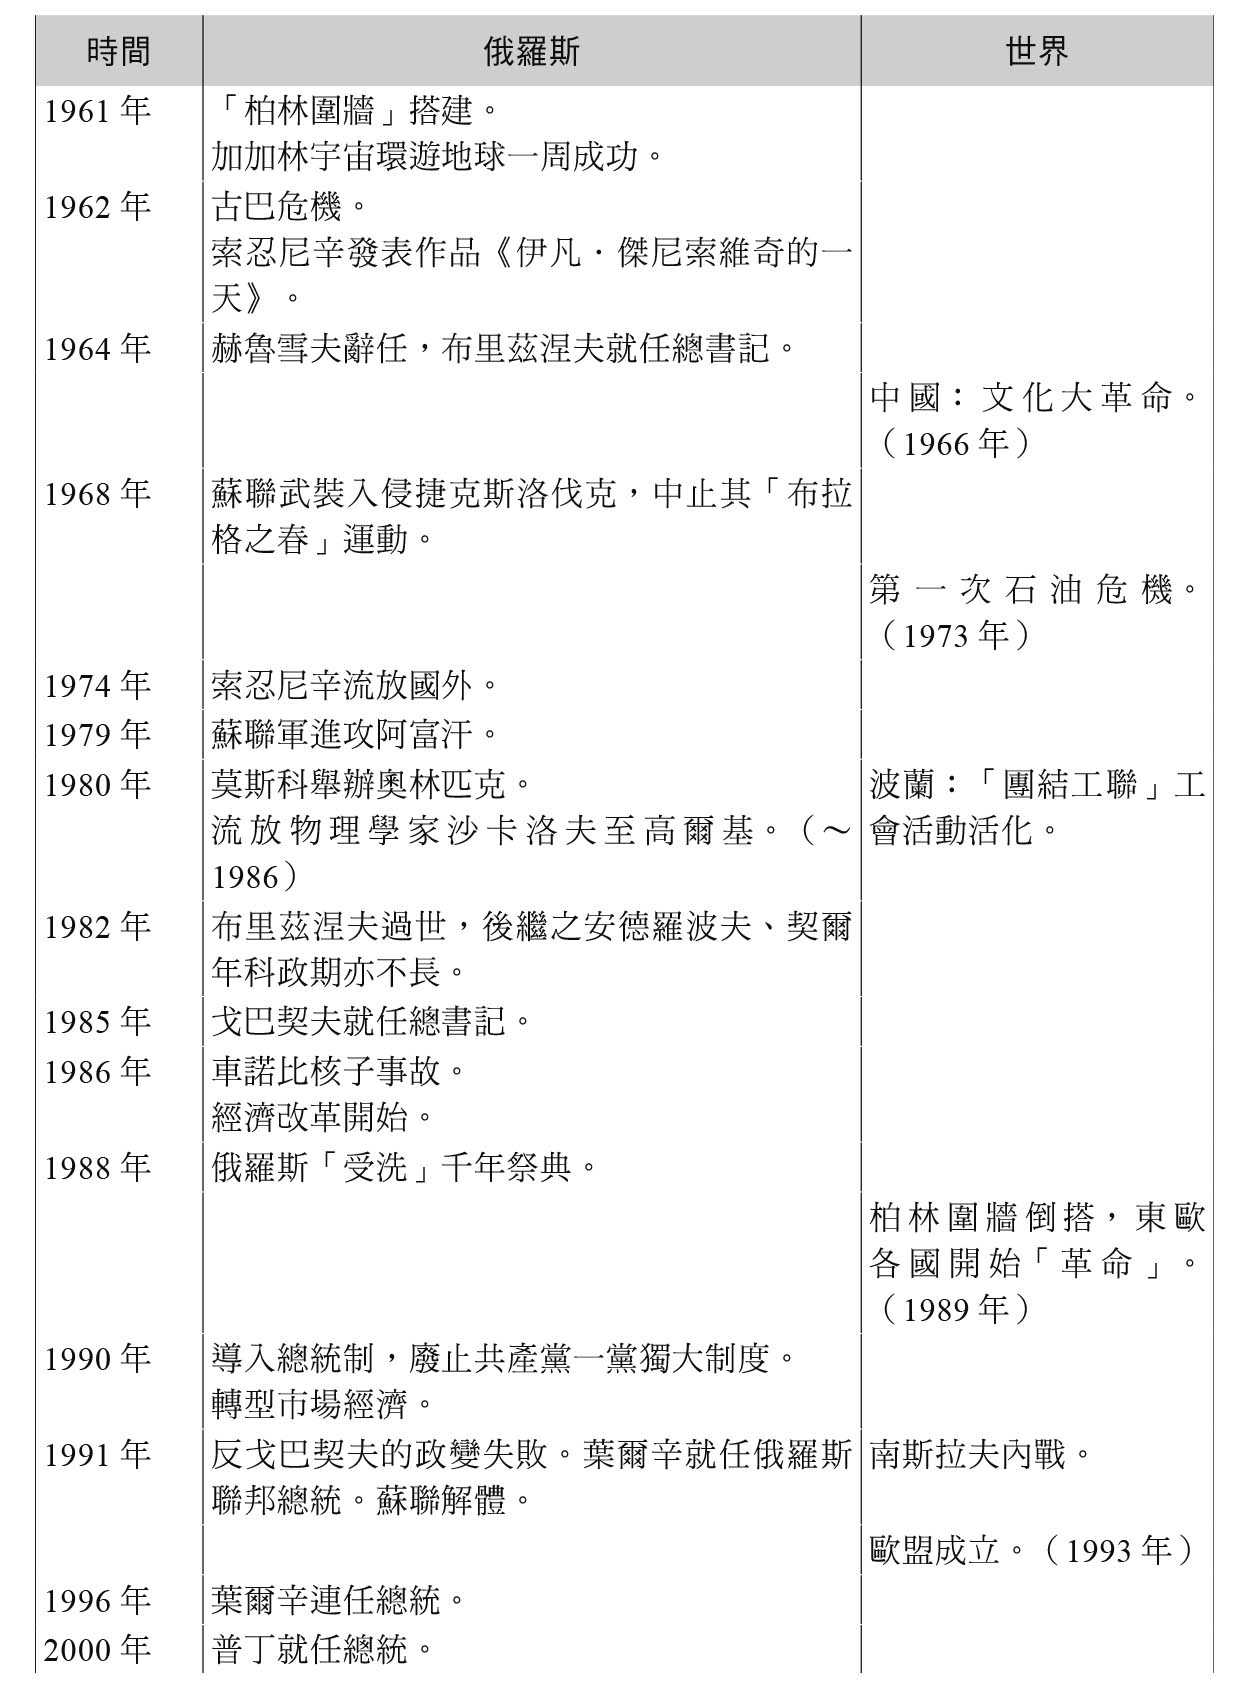 時間 俄羅斯 世界
1961 年 「柏林圍牆」搭建。
加加林宇宙環遊地球一周成功。
1962 年 古巴危機。
索忍尼辛發表作品《伊凡．傑尼索維奇的一
天》。
1964 年 赫魯雪夫辭任，布里茲涅夫就任總書記。
中國：文化大革命。
（1966 年）
1968 年 蘇聯武裝入侵捷克斯洛伐克，中止其「布拉
格之春」運動。
第一次石油危機。
（1973 年）
1974 年 索忍尼辛流放國外。
1979 年 蘇聯軍進攻阿富汗。
1980 年 莫斯科舉辦奧林匹克。 波蘭：「團結工聯」工
流放物理學家沙卡洛夫至高爾基。（～ 會活動活化。
1986）
1982 年 布里茲涅夫過世，後繼之安德羅波夫、契爾
年科政期亦不長。
1985 年 戈巴契夫就任總書記。
1986 年 車諾比核子事故。
經濟改革開始。
1988 年 俄羅斯「受洗」千年祭典。
柏林圍牆倒搭，東歐
各國開始「革命」。
（1989 年）
1990 年 導入總統制，廢止共產黨一黨獨大制度。
轉型市場經濟。
1991 年 反戈巴契夫的政變失敗。葉爾辛就任俄羅斯 南斯拉夫內戰。
聯邦總統。蘇聯解體。
歐盟成立。（1993 年）
1996 年 葉爾辛連任總統。
2000 年 普丁就任總統。